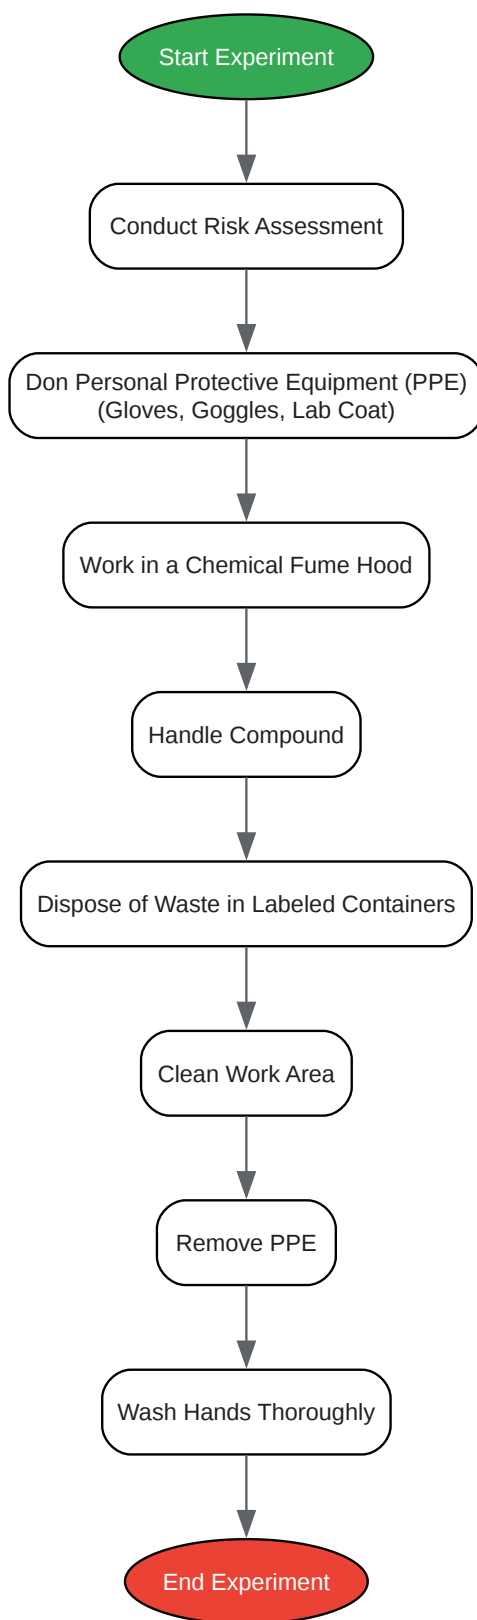 Start Experiment
Conduct Risk Assessment
Don Personal Protective Equipment (PPE)
(Gloves, Goggles, Lab Coat)
Work in a Chemical Fume Hood
Handle Compound
Dispose of Waste in Labeled Containers
Clean Work Area
Remove PPE
Wash Hands Thoroughly
End Experiment